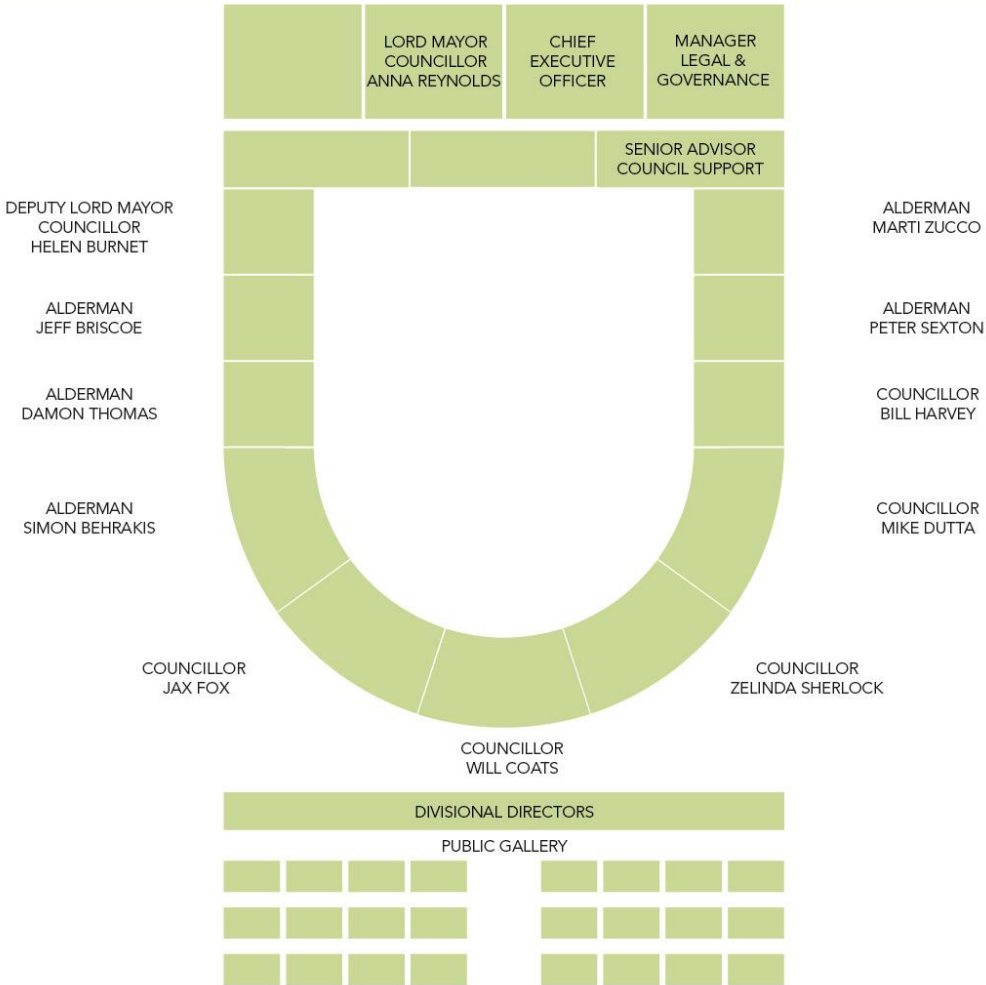 LORD MAYOR
COUNCILLOR
ANNA REYNOLDS
CHIEF
EXECUTIVE
OFFICER
MANAGER
LEGAL &
GOVERNANCE
SENIOR ADVISOR
COUNCIL SUPPORT
DEPUTY LORD MAYOR
COUNCILLOR
HELEN BURNET
ALDERMAN
MARTI ZUCCO
ALDERMAN
JEFF BRISCOE
ALDERMAN
PETER SEXTON
ALDERMAN
DAMON THOMAS
COUNCILLOR
BILL HARVEY
ALDERMAN
SIMON BEHRAKIS
COUNCILLOR
MIKE DUTTA
COUNCILLOR
JAX FOX
COUNCILLOR
ZELINDA SHERLOCK
COUNCILLOR
WILL COATS
DIVISIONAL DIRECTORS
PUBLIC GALLERY